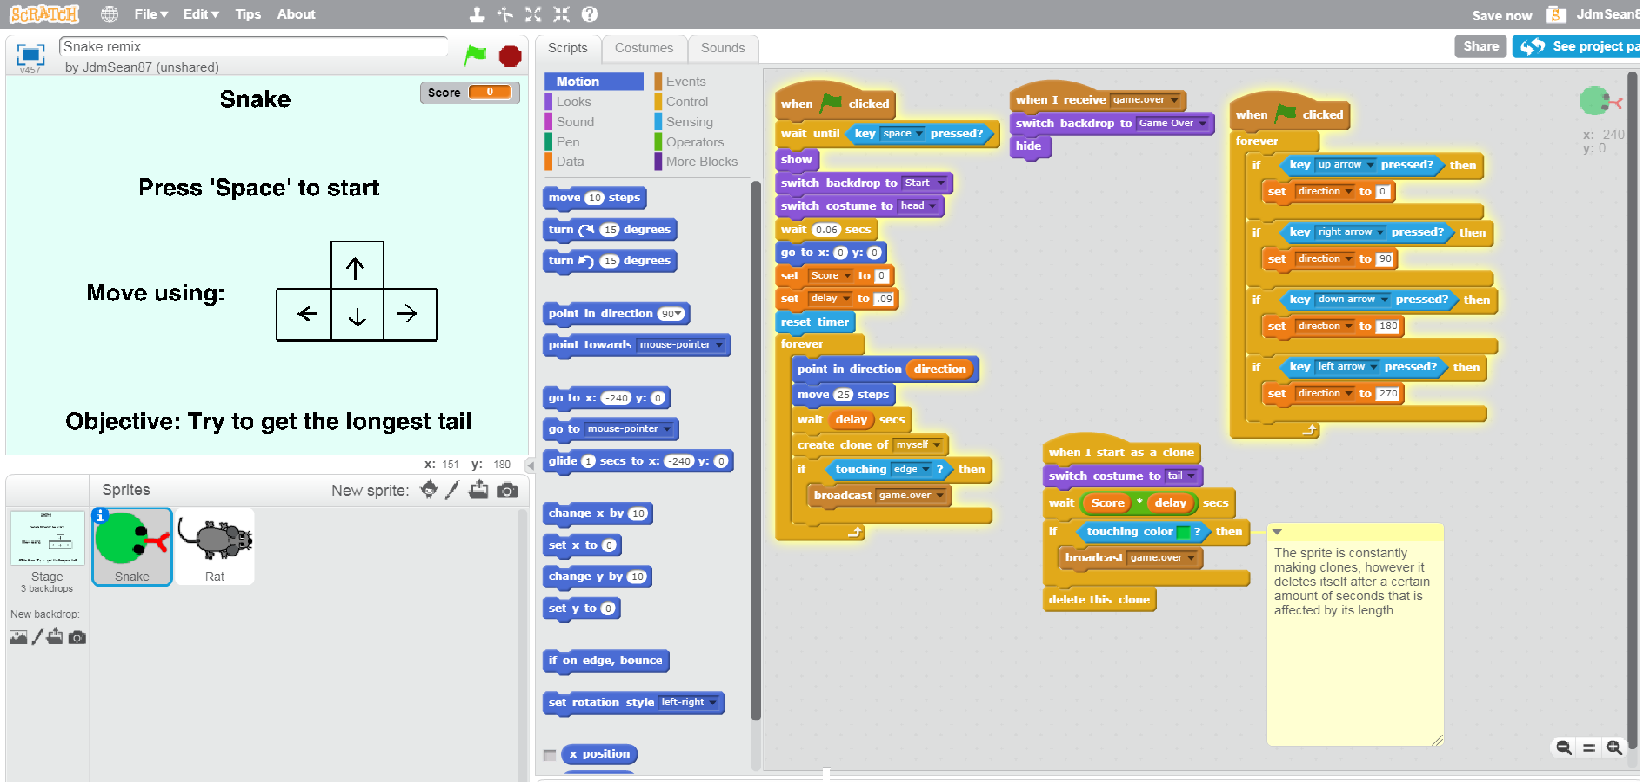 SCRATCH File Edit Tips About Save now JdmSean8
Snake remix
v457 by JdmSean87 (unshared)
Scripts Costumes Sounds
Share See project pa
Score 0
Snake
Press 'Space' to start
Move using:
Objective: Try to get the longest tail
x: 151 y: 180
Sprites New sprite:
Stage
3 backdrops
New backdrop:
Snake
Rat
Motion Events
Looks Control
Sound Sensing
Pen Operators
Data More Blocks
move 10 steps
turn 15 degrees
turn 15 degrees
point in direction 90
point towards mouse-pointer
go to x: -240 y: 0
go to mouse-pointer
glide 1 secs to x: -240 y: 0
change x by 10
set x to 0
change y by 10
set y to 0
if on edge, bounce
set rotation style left-right
x position
when clicked
wait until key space pressed?
show
switch backdrop to Start
switch costume to head
wait 0.06 secs
go to x: 0 y: 0
set Score to 0
set delay to .09
reset timer
forever
point in direction direction
move 25 steps
wait delay secs
create clone of myself
if touching edge ? then
broadcast game.over
when I receive game.over
switch backdrop to Game Over
hide
when clicked
forever
if key up arrow pressed? then
set direction to 0
if key right arrow pressed? then
set direction to 90
if key down arrow pressed? then
set direction to 180
if key left arrow pressed? then
set direction to 270
when I start as a clone
switch costume to tail
wait Score * delay secs
if touching color ? then
broadcast game.over
delete this clone
The sprite is constantly
making clones, however it
deletes itself after a certain
amount of seconds that is
affected by its length
x: 240
y: 0